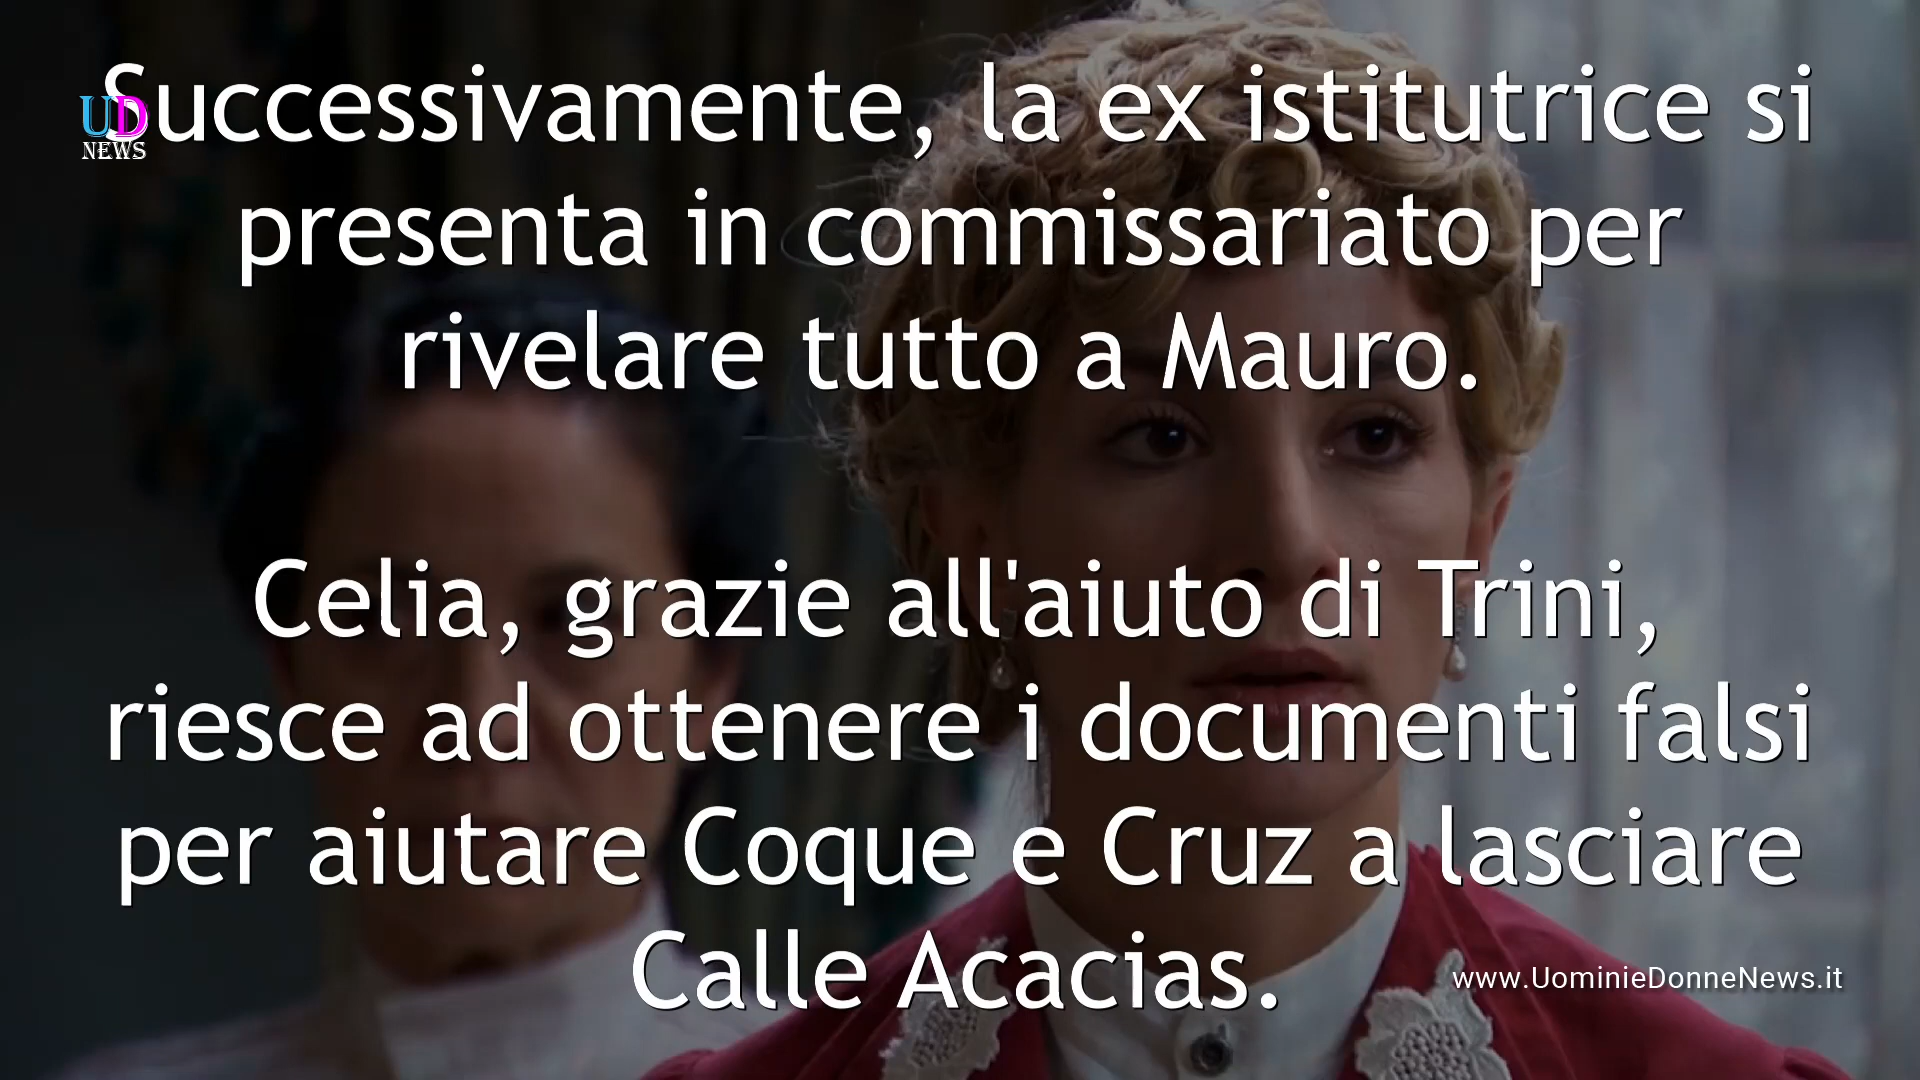 Successivamente, la ex istitutrice si
UD
NEWS
presenta in commissariato per
rivelare tutto a Mauro.
Celia, grazie all'aiuto di Trini,
riesce ad ottenere i documenti falsi
per aiutare Coque e Cruz a lasciare
Calle Acacias.
www.UominieDonneNews.it